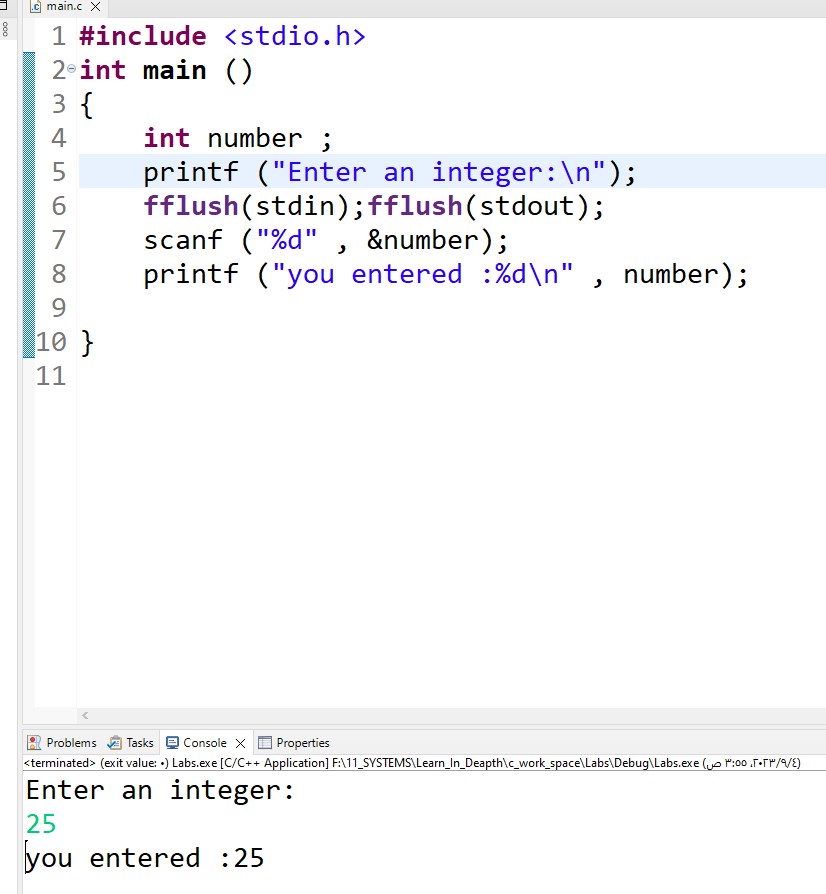 main.c
1 #include <stdio.h>
2 int main ()
3 {
4 int number ;
5 printf ("Enter an integer:\n");
6 fflush(stdin);fflush(stdout);
7 scanf ("%d" , &number);
8 printf ("you entered :%d\n" , number);
9
10 }
11
Problems Tasks Console Properties
<terminated> (exit value: ٠) Labs.exe [C/C++ Application] F:\11_SYSTEMS\Learn_In_Deapth\c_work_space\Labs\Debug\Labs.exe (٢٠٢٣/٩/٤، ٣:٥٥ ص)
Enter an integer:
25
you entered :25